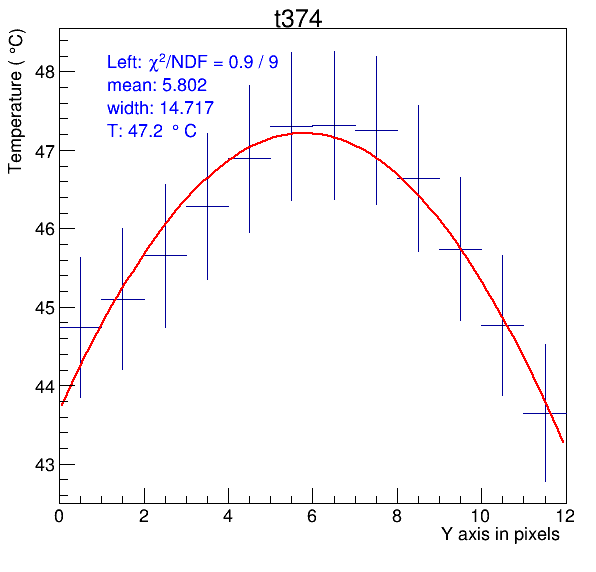 t374
Temperature ( °C)
Left: χ²/NDF = 0.9 / 9
mean: 5.802
width: 14.717
T: 47.2 ° C
48
47
46
45
44
43
0 2 4 6 8 10 12
Y axis in pixels